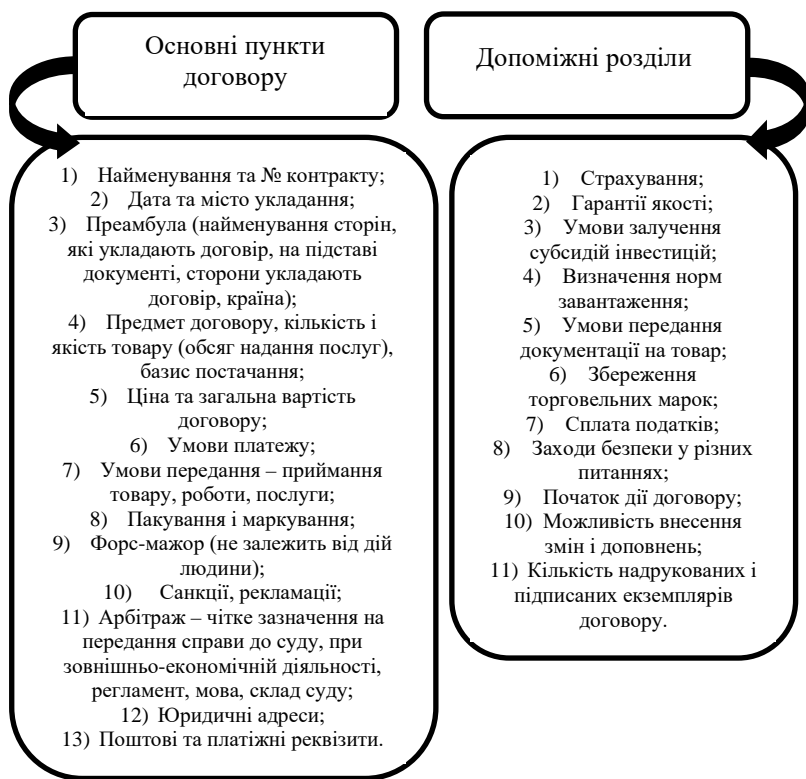 Основні пункти
договору
Допоміжні розділи
1) Найменування та № контракту;
2) Дата та місто укладання;
3) Преамбула (найменування сторін,
які укладають договір, на підставі
документі, сторони укладають
договір, країна);
4) Предмет договору, кількість і
якість товару (обсяг надання послуг),
базис постачання;
5) Ціна та загальна вартість
договору;
6) Умови платежу;
7) Умови передання – приймання
товару, роботи, послуги;
8) Пакування і маркування;
9) Форс-мажор (не залежить від дій
людини);
10) Санкції, рекламації;
11) Арбітраж – чітке зазначення на
передання справи до суду, при
зовнішньо-економічній діяльності,
регламент, мова, склад суду;
12) Юридичні адреси;
13) Поштові та платіжні реквізити.
1) Страхування;
2) Гарантії якості;
3) Умови залучення
субсидій інвестицій;
4) Визначення норм
завантаження;
5) Умови передання
документації на товар;
6) Збереження
торговельних марок;
7) Сплата податків;
8) Заходи безпеки у різних
питаннях;
9) Початок дії договору;
10) Можливість внесення
змін і доповнень;
11) Кількість надрукованих і
підписаних екземплярів
договору.